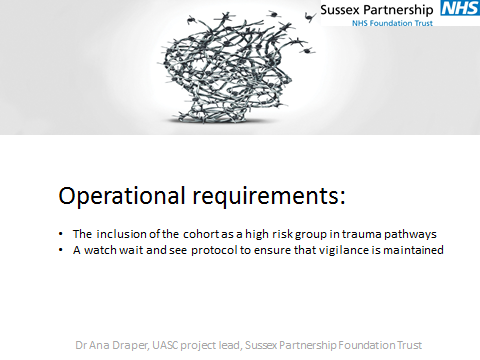 Sussex Partnership NHS
NHS Foundation Trust
Operational requirements:
• The inclusion of the cohort as a high risk group in trauma pathways
• A watch wait and see protocol to ensure that vigilance is maintained
Dr Ana Draper, UASC project lead, Sussex Partnership Foundation Trust